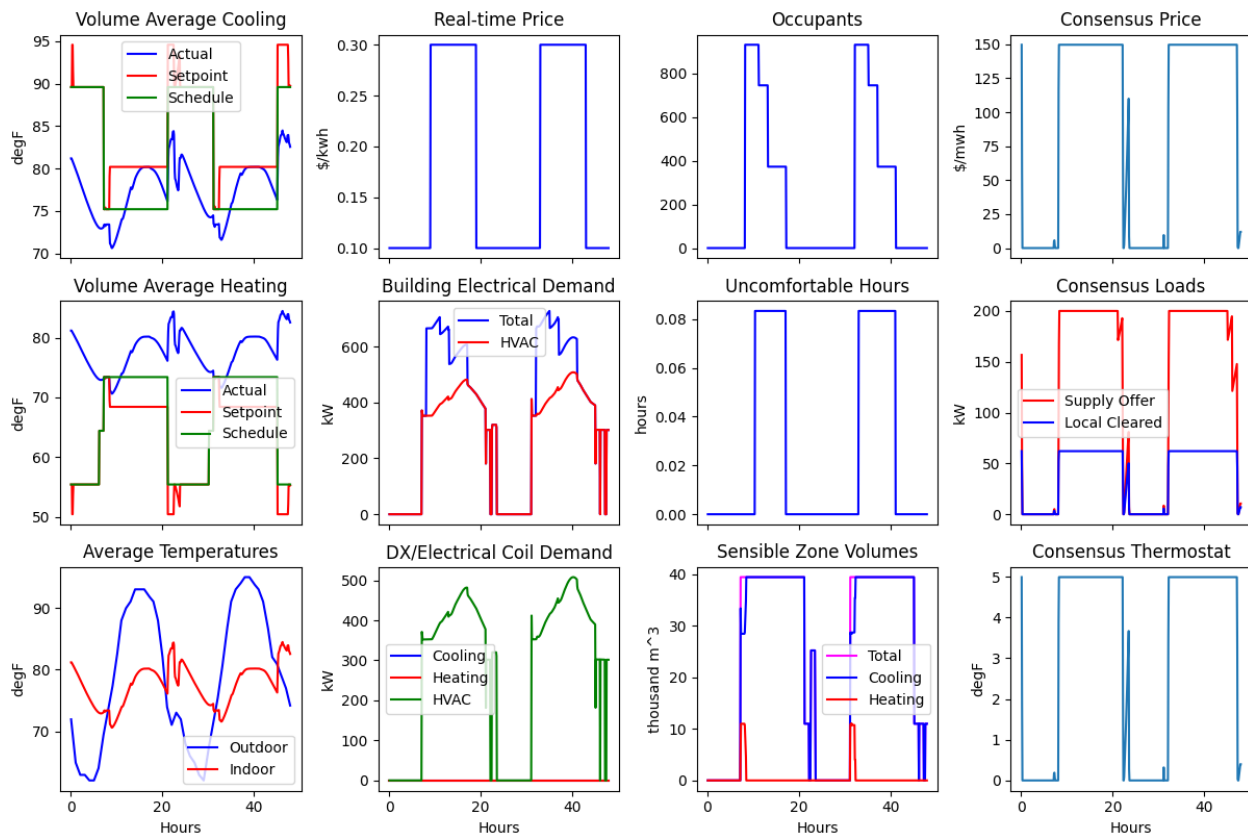 Volume Average Cooling
95
90
85
80
75
70
degF
Actual
Setpoint
Schedule
Real-time Price
0.30
0.25
0.20
0.15
0.10
$/kwh
Occupants
800
600
400
200
0
Consensus Price
150
125
100
75
50
25
0
$/mwh
Volume Average Heating
80
70
60
50
degF
Actual
Setpoint
Schedule
Building Electrical Demand
600
400
200
0
kW
Total
HVAC
Uncomfortable Hours
0.08
0.06
0.04
0.02
0.00
hours
Consensus Loads
200
150
100
50
0
kW
Supply Offer
Local Cleared
Average Temperatures
90
80
70
degF
Outdoor
Indoor
0 20 40
Hours
DX/Electrical Coil Demand
500
400
300
200
100
0
kW
Cooling
Heating
HVAC
0 20 40
Hours
Sensible Zone Volumes
40
30
20
10
0
thousand m^3
Total
Cooling
Heating
0 20 40
Hours
Consensus Thermostat
5
4
3
2
1
0
degF
0 20 40
Hours